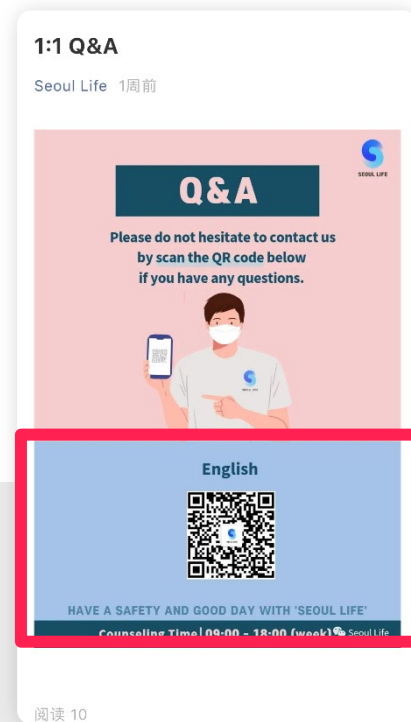 1:1 Q&A
Seoul Life 1周前
SEOUL LIFE
Q&A
Please do not hesitate to contact us
by scan the QR code below
if you have any questions.
English
HAVE A SAFETY AND GOOD DAY WITH 'SEOUL LIFE'
Counseling Time | 09:00 - 18:00 (week) Seoul Life
阅读 10